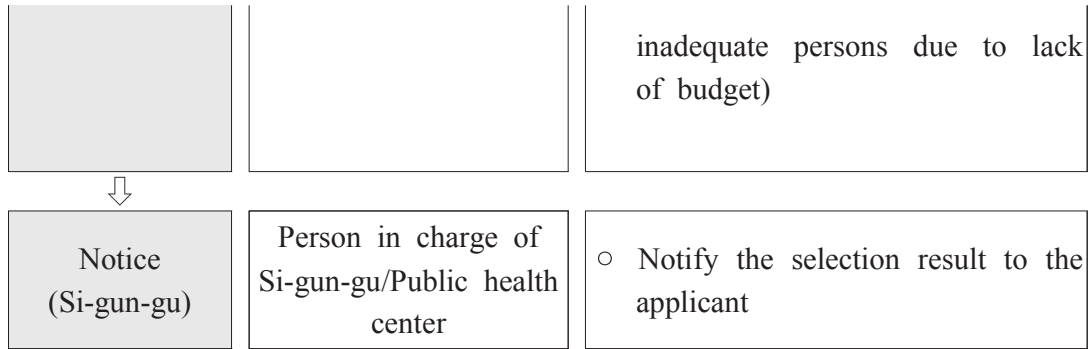 inadequate persons due to lack
of budget)
Notice
(Si-gun-gu)
Person in charge of
Si-gun-gu/Public health
center
○ Notify the selection result to the
applicant